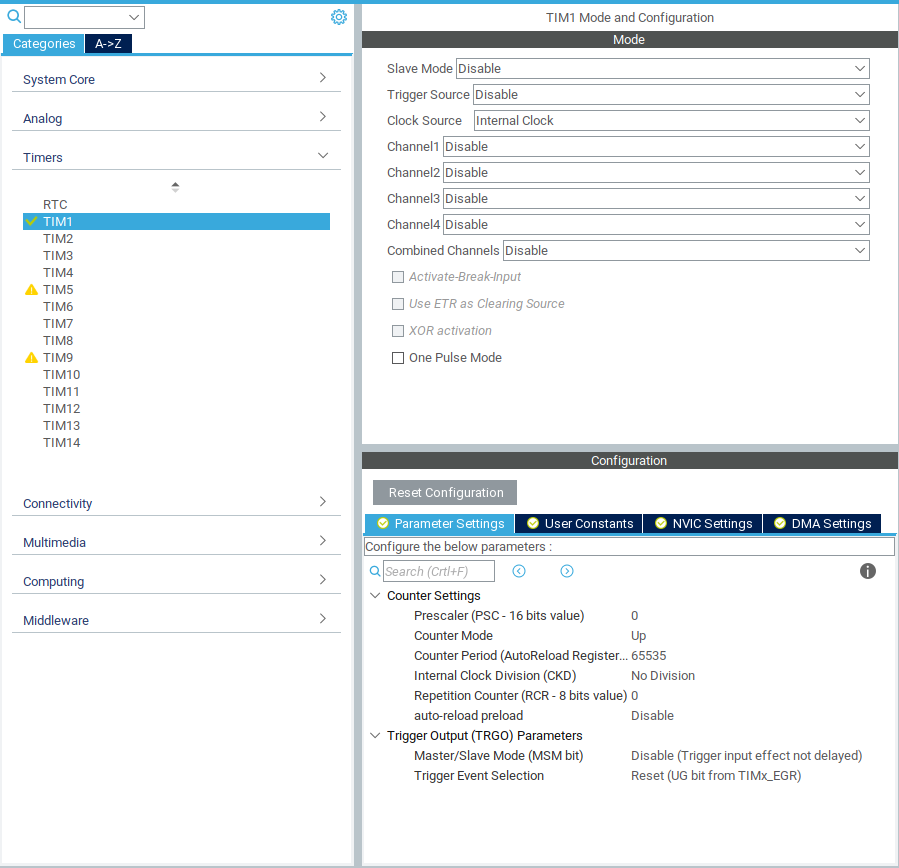 Categories
A->Z
System Core
Analog
Timers
RTC
TIM1
TIM2
TIM3
TIM4
TIM5
TIM6
TIM7
TIM8
TIM9
TIM10
TIM11
TIM12
TIM13
TIM14
Connectivity
Multimedia
Computing
Middleware
TIM1 Mode and Configuration
Mode
Slave Mode Disable
Trigger Source Disable
Clock Source Internal Clock
Channel1 Disable
Channel2 Disable
Channel3 Disable
Channel4 Disable
Combined Channels Disable
Activate-Break-Input
Use ETR as Clearing Source
XOR activation
One Pulse Mode
Configuration
Reset Configuration
Parameter Settings User Constants NVIC Settings DMA Settings
Configure the below parameters :
Search (Crtl+F)
Counter Settings
Prescaler (PSC - 16 bits value) 0
Counter Mode Up
Counter Period (AutoReload Register... 65535
Internal Clock Division (CKD) No Division
Repetition Counter (RCR - 8 bits value) 0
auto-reload preload Disable
Trigger Output (TRGO) Parameters
Master/Slave Mode (MSM bit) Disable (Trigger input effect not delayed)
Trigger Event Selection Reset (UG bit from TIMx_EGR)